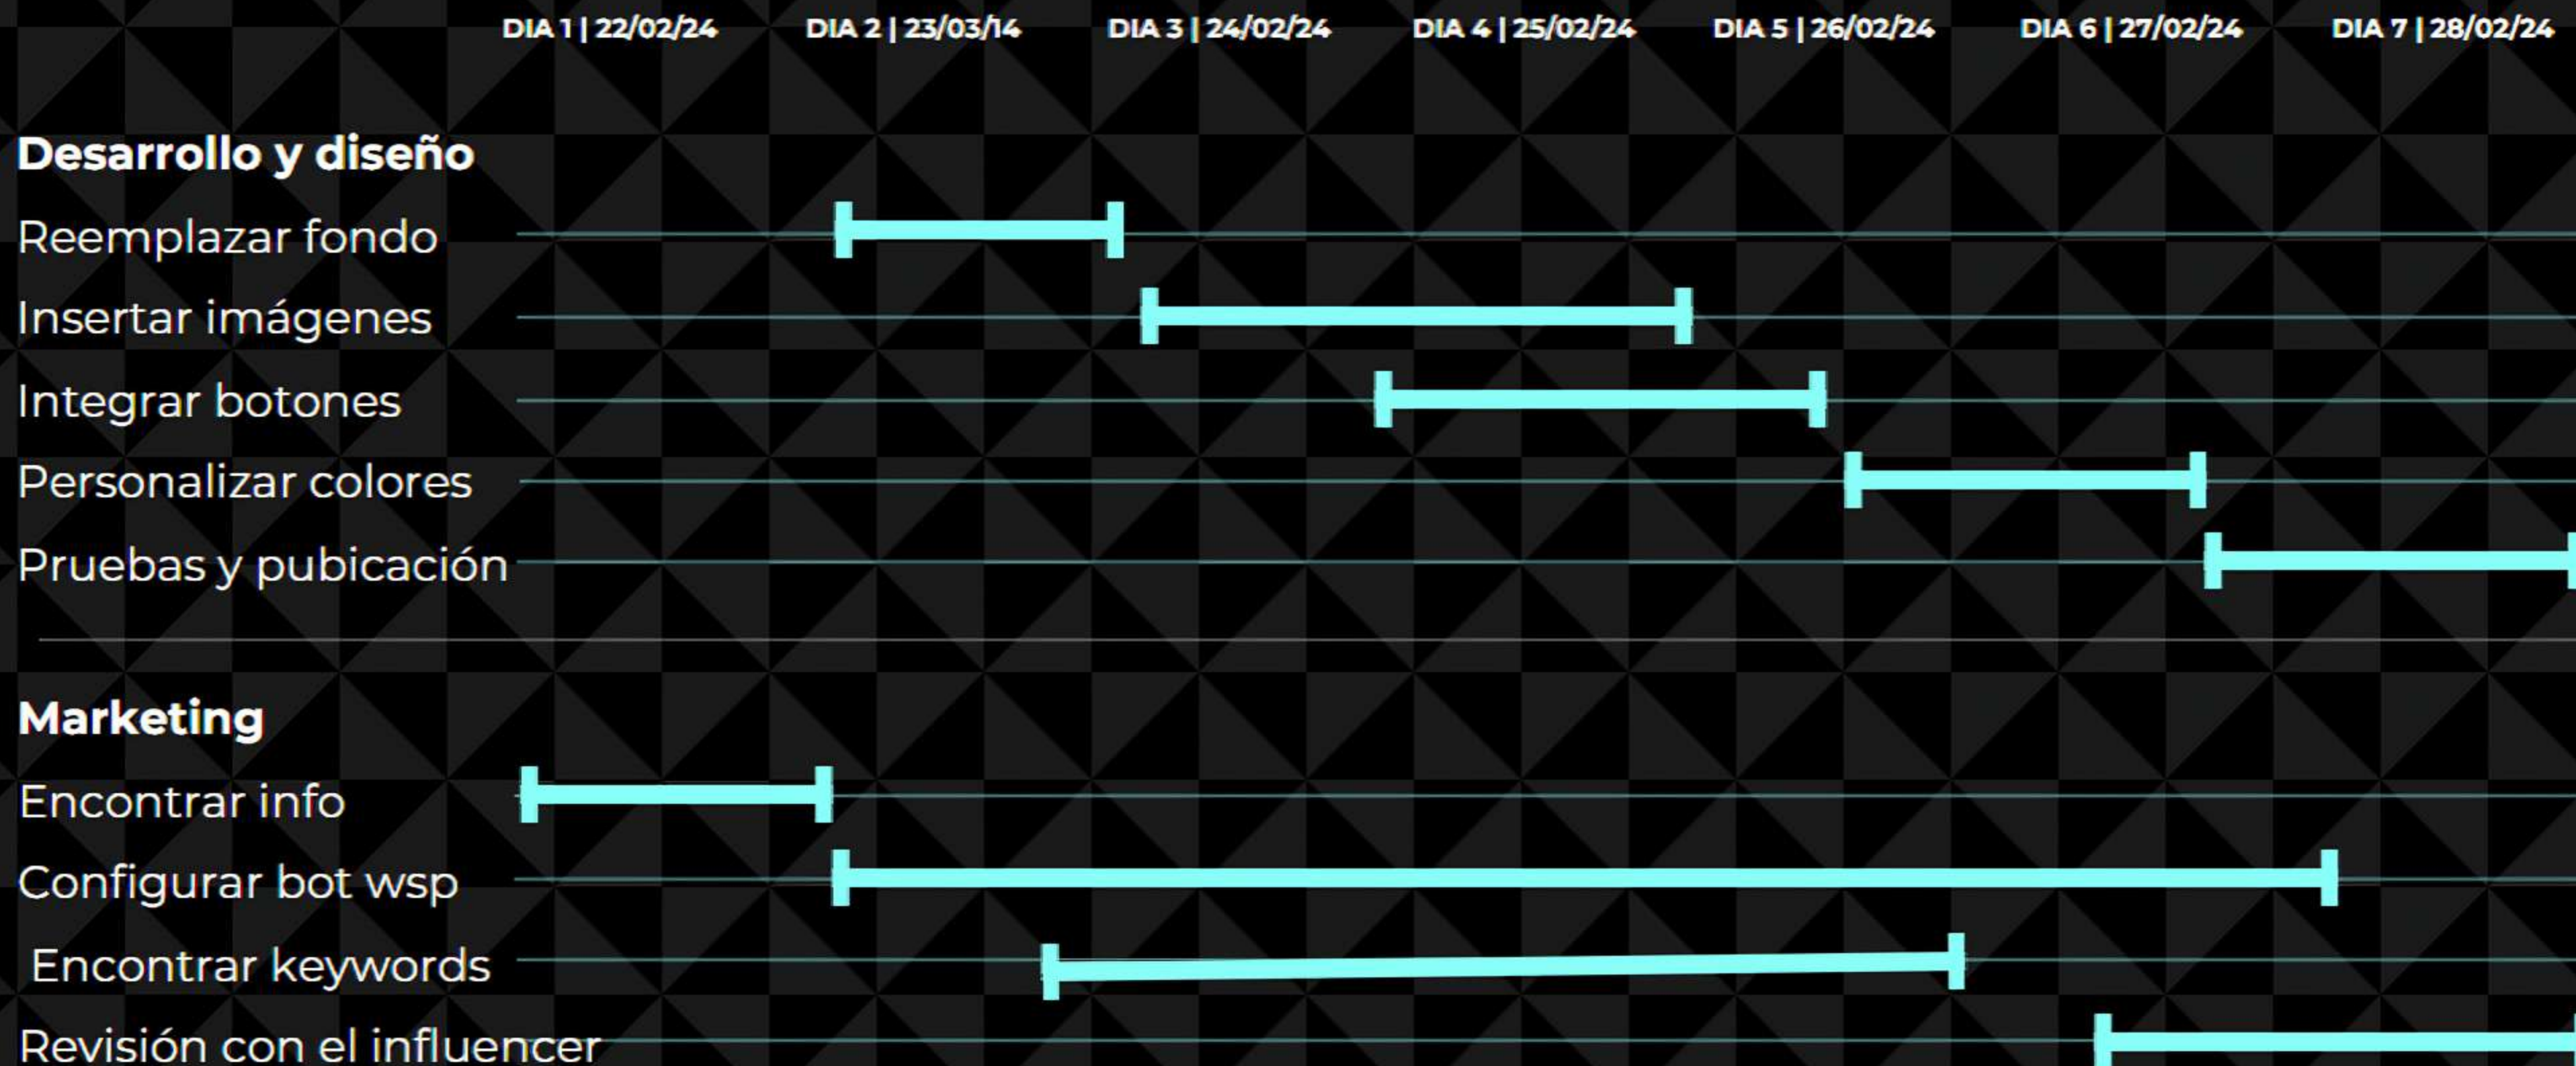 DIA 1 | 22/02/24 DIA 2 | 23/03/14 DIA 3 | 24/02/24 DIA 4 | 25/02/24 DIA 5 | 26/02/24 DIA 6 | 27/02/24 DIA 7 | 28/02/24
Desarrollo y diseño
Reemplazar fondo
Insertar imágenes
Integrar botones
Personalizar colores
Pruebas y pubicación
Marketing
Encontrar info
Configurar bot wsp
Encontrar keywords
Revisión con el influencer